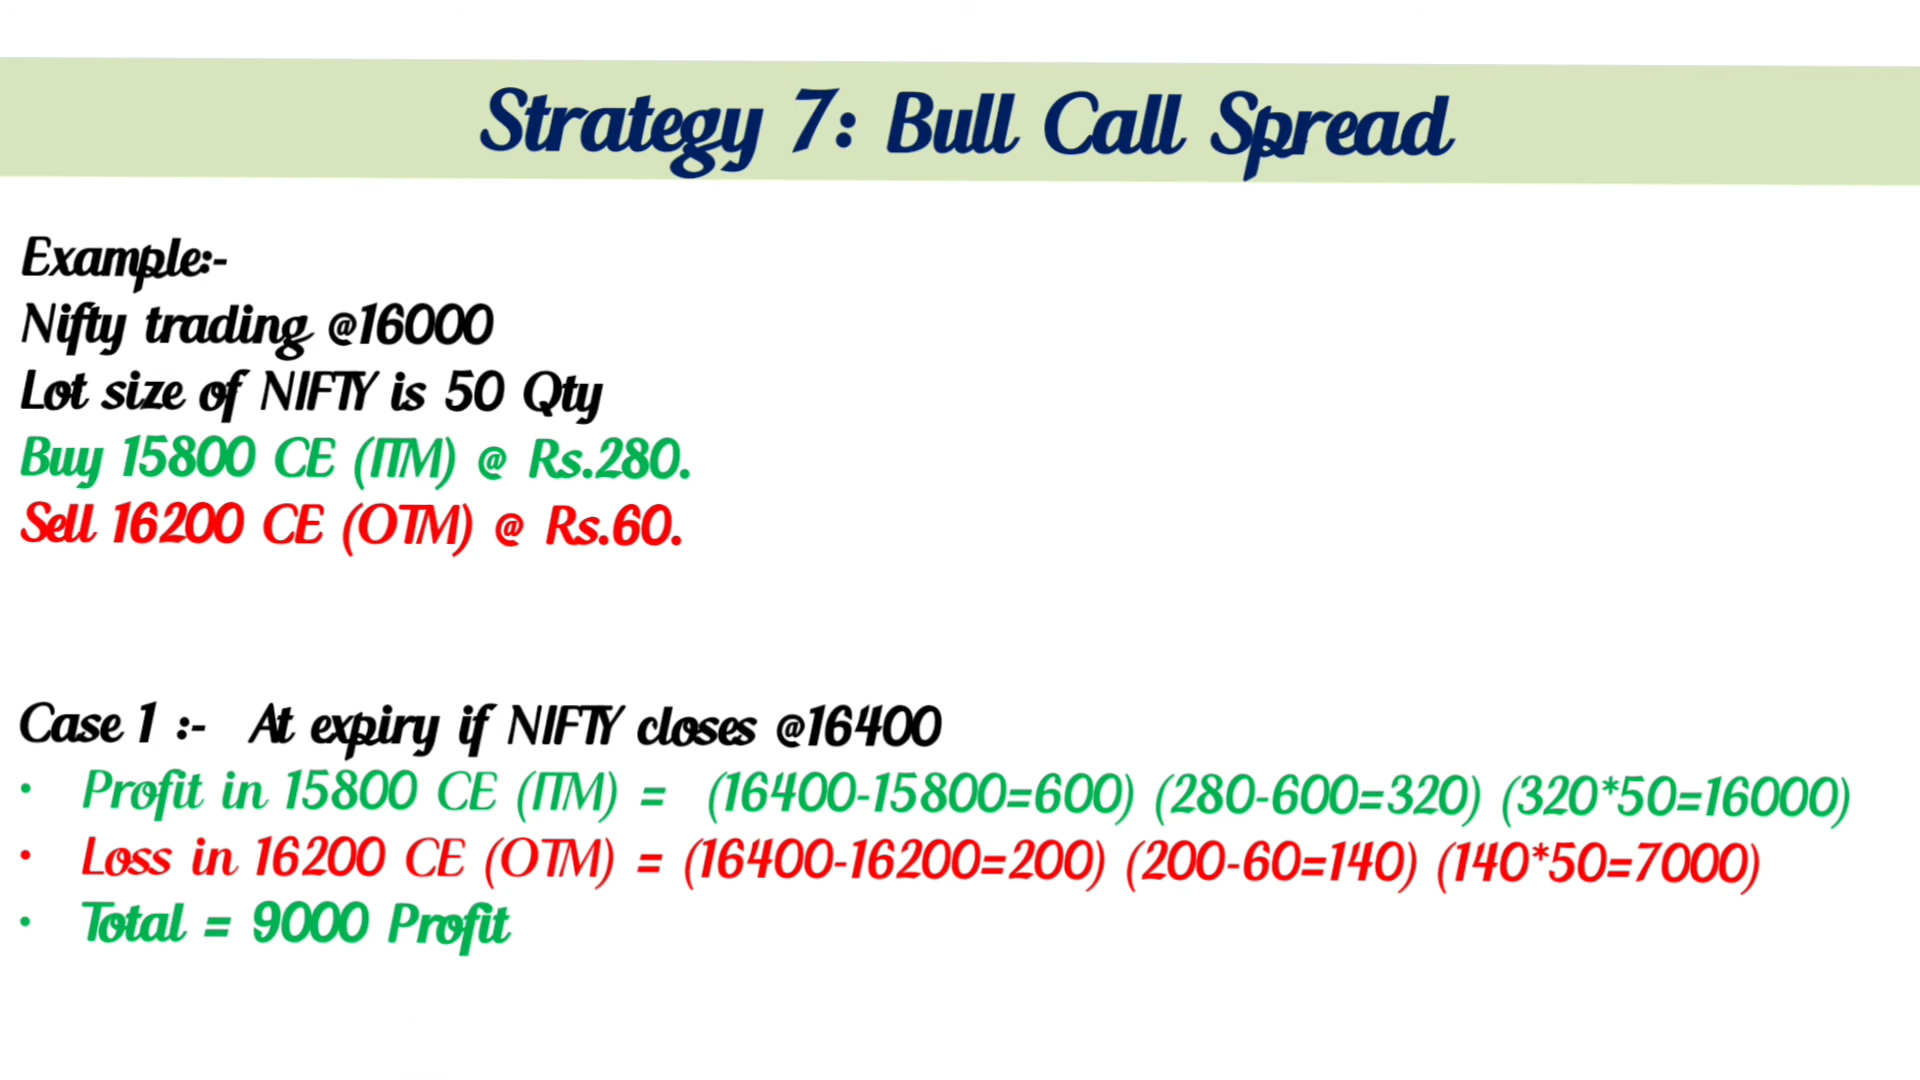 Strategy 7: Bull Call Spread
Example:-
Nifty trading @16000
Lot size of NIFTY is 50 Qty
Buy 15800 CE (ITM) @ Rs.280.
Sell 16200 CE (OTM) @ Rs.60.
Case 1 :- At expiry if NIFTY closes @16400
• Profit in 15800 CE (ITM) = (16400-15800=600) (280-600=320) (320*50=16000)
• Loss in 16200 CE (OTM) = (16400-16200=200) (200-60=140) (140*50=7000)
• Total = 9000 Profit